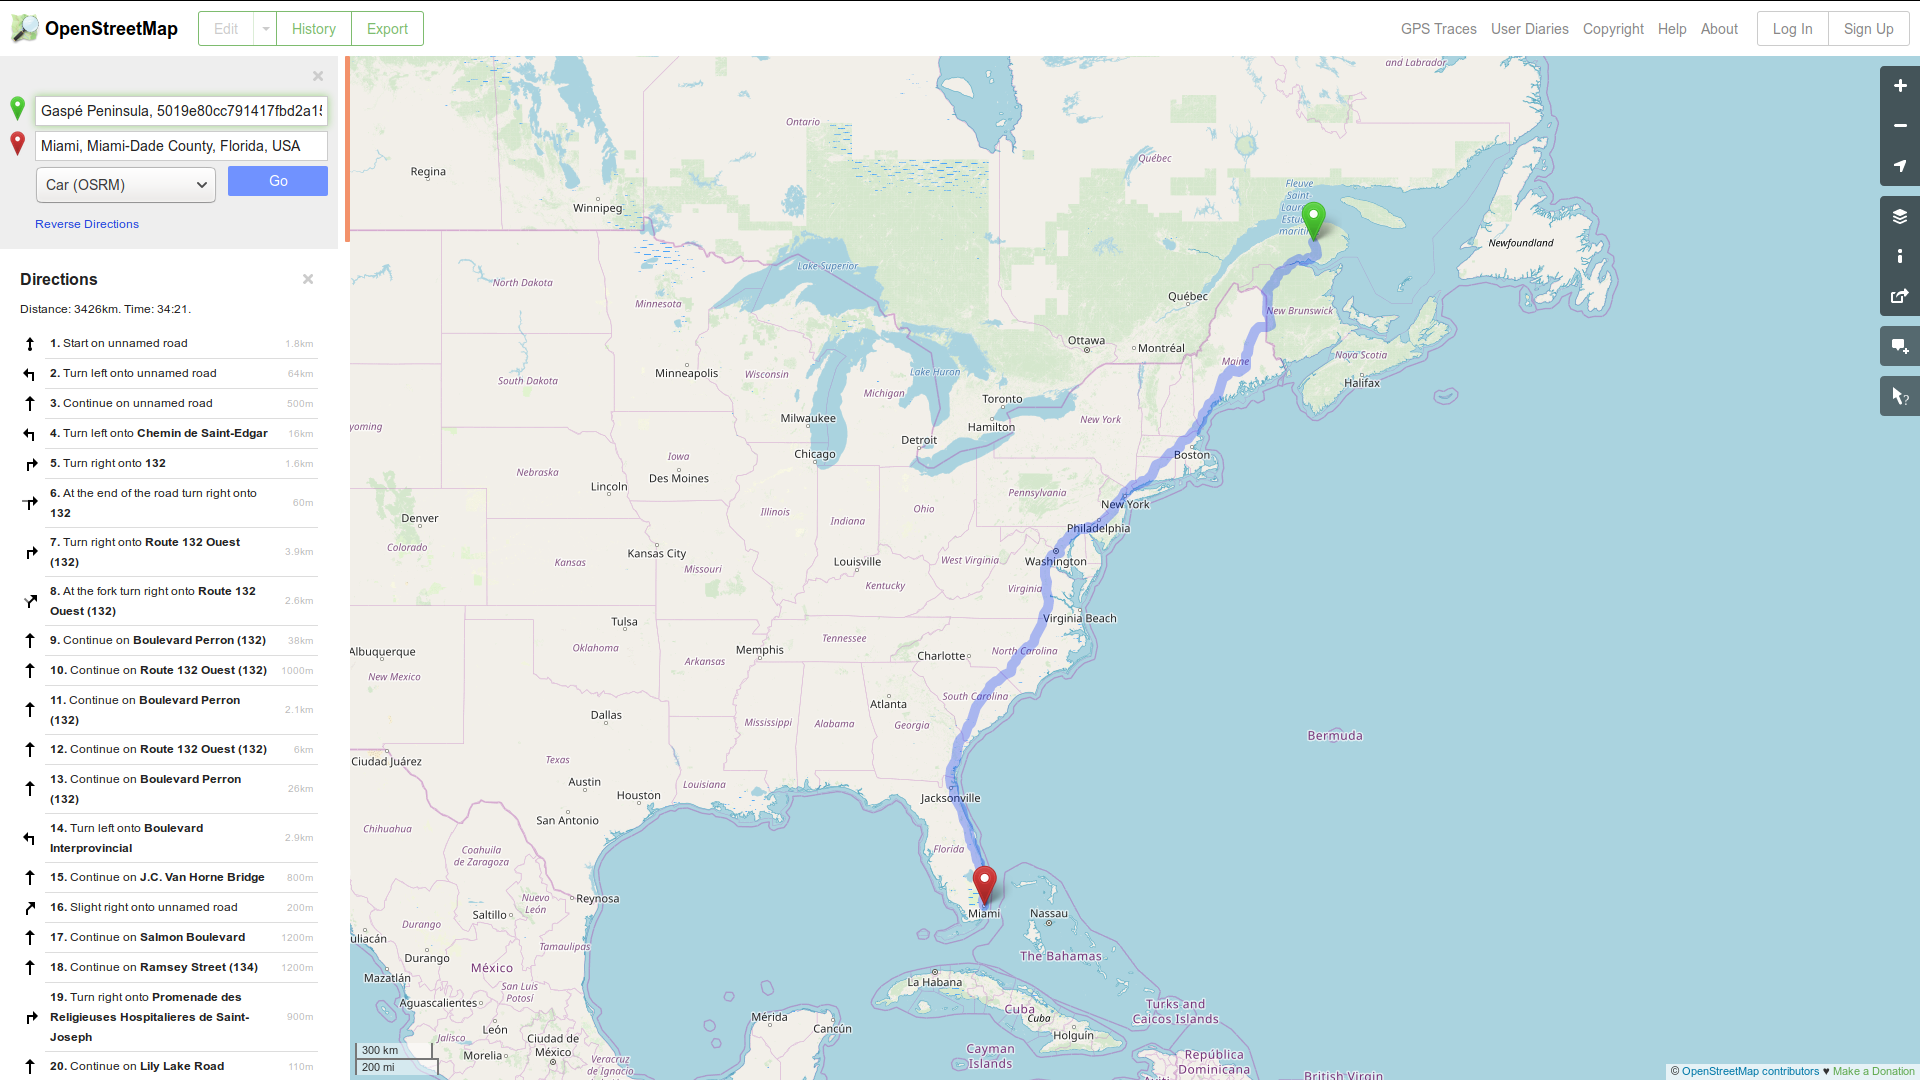 OpenStreetMap
Edit
History
Export
GPS Traces
User Diaries
Copyright
Help
About
Log In
Sign Up
Gaspé Peninsula, 5019e80cc791417fbd2a15
Miami, Miami-Dade County, Florida, USA
Car (OSRM)
Go
Reverse Directions
Directions
Distance: 3426km. Time: 34:21.
1. Start on unnamed road 1.8km
2. Turn left onto unnamed road 64km
3. Continue on unnamed road 500m
4. Turn left onto Chemin de Saint-Edgar 16km
5. Turn right onto 132 1.6km
6. At the end of the road turn right onto
132 60m
7. Turn right onto Route 132 Ouest
(132) 3.9km
8. At the fork turn right onto Route 132
Ouest (132) 2.6km
9. Continue on Boulevard Perron (132) 38km
10. Continue on Route 132 Ouest (132) 1000m
11. Continue on Boulevard Perron
(132) 2.1km
12. Continue on Route 132 Ouest (132) 6km
13. Continue on Boulevard Perron
(132) 26km
14. Turn left onto Boulevard
Interprovincial 2.9km
15. Continue on J.C. Van Horne Bridge 800m
16. Slight right onto unnamed road 200m
17. Continue on Salmon Boulevard 1200m
18. Continue on Ramsey Street (134) 1200m
19. Turn right onto Promenade des
Religieuses Hospitalieres de Saint-
Joseph 900m
20. Continue on Lily Lake Road 110m
and Labrador
Ontario
Québec
Regina
Winnipeg
Fleuve
Saint-
Estu
Newfoundland
Lake Superior
North Dakota
Minnesota
Québec
New Brunswick
Ottawa
Montréal
Nova Scotia
Maine
Halifax
Minneapolis
Wisconsin
Lake Huron
South Dakota
Michigan
Toronto
Hamilton
New York
yoming
Milwaukee
Detroit
Chicago
Boston
Nebraska
Iowa
Des Moines
Lincoln
Pennsylvania
New York
Illinois
Indiana
Ohio
Denver
Philadelphia
Colorado
Kansas City
Kansas
Missouri
Louisville
West Virginia
Washington
Kentucky
Virginia
Virginia Beach
Tulsa
Tennessee
Albuquerque
Oklahoma
Arkansas
Memphis
Charlotte
North Carolina
New Mexico
South Carolina
Atlanta
Dallas
Mississippi
Alabama
Georgia
Bermuda
Ciudad Juárez
Texas
Austin
Louisiana
Houston
Jacksonville
San Antonio
Chihuahua
Coahuila
de Zaragoza
Florida
Nuevo
León
Reynosa
Saltillo
Miami
Nassau
Durango
uliacán
Tamaulipas
Durango
The Bahamas
México
Mazatlán
San Luis
Potosí
La Habana
Aguascalientes
Cuba
Cuba
Turks and
Caicos Islands
León
Mérida
Cancún
Holguín
Jalisco
Ciudad de
México
Morelia
Veracruz
de Ignacio
Cayman
Islands
República
Dominicana
British Virgin
300 km
200 mi
© OpenStreetMap contributors ♥ Make a Donation